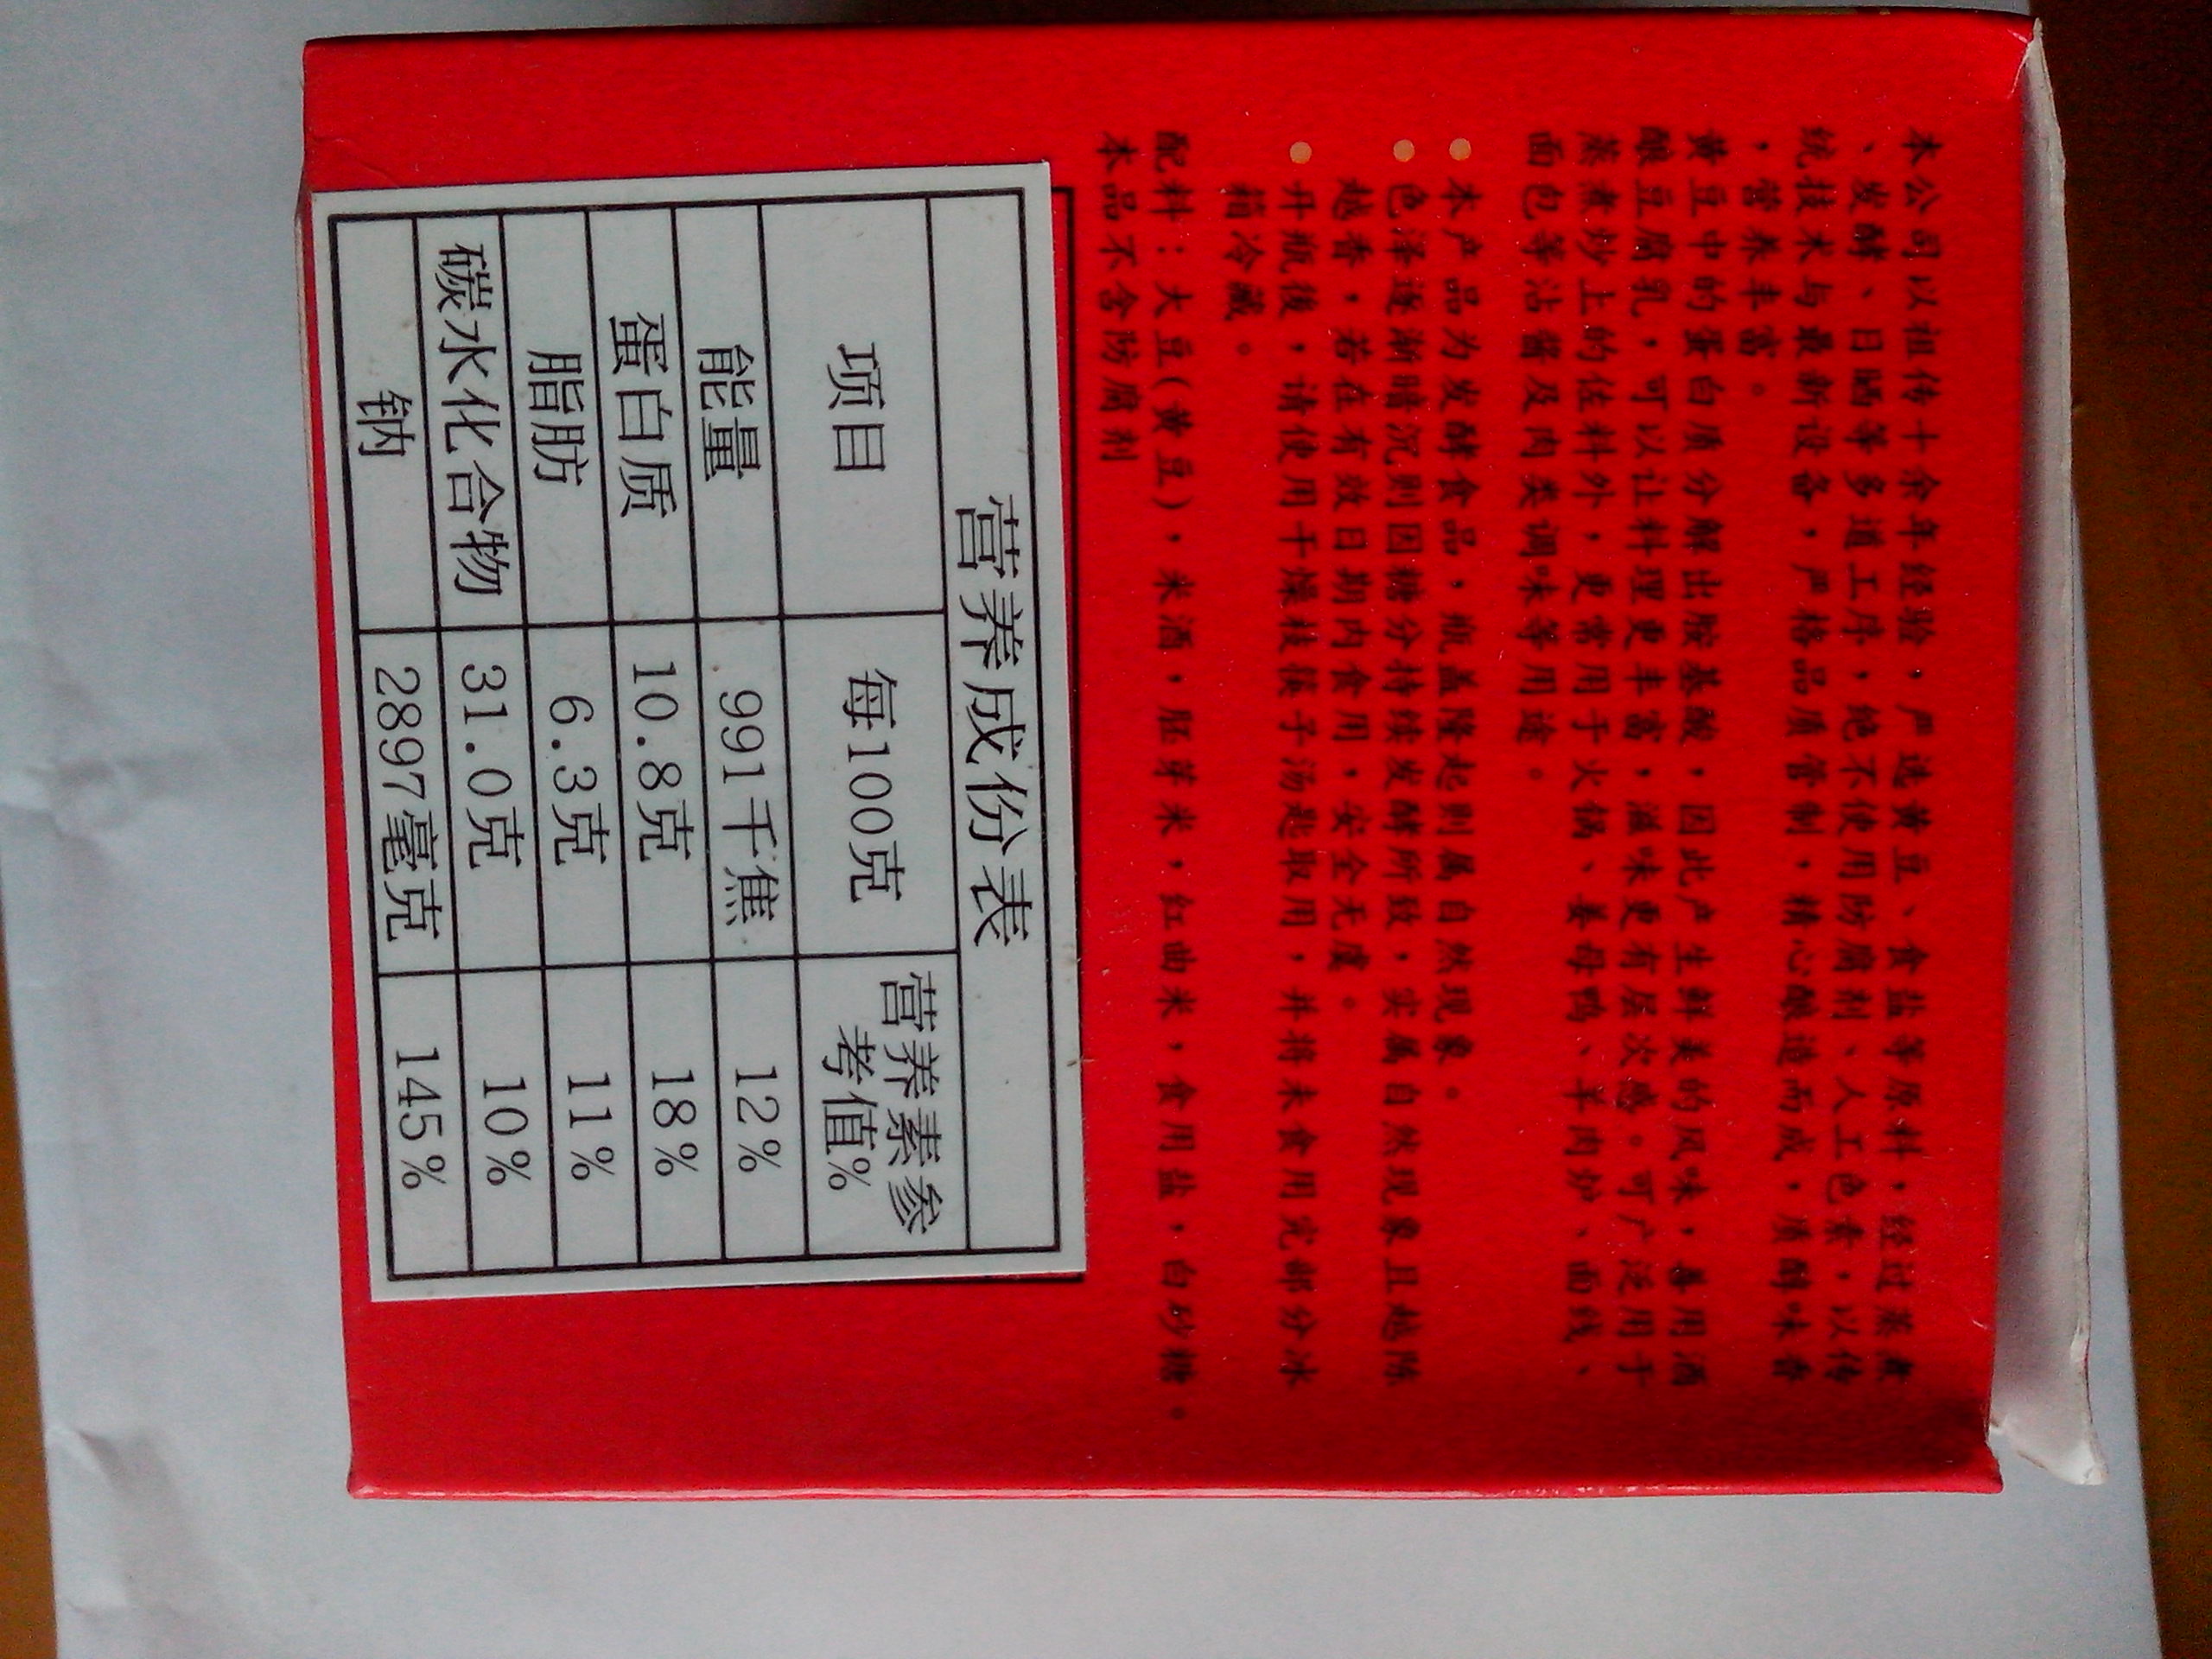 本公司以祖传十余年经验，严选黄豆、食盐等原料，经过蒸煮
、发酵、日晒等多道工序，绝不使用防腐剂、人工色素，以传
统技术与最新设备，严格品质管制，精心酿造而成，质醇味香
，营养丰富。
黄豆中的蛋白质分解出胺基酸，因此产生鲜美的风味，善用酒
酿豆腐乳，可以让料理更丰富，滋味更有层次感。可广泛用于
蒸煮炒上的佐料外，更常用于火锅、姜母鸭、羊肉炉、面线、
面包等沾酱及肉类调味等用途。
● 本产品为发酵食品，瓶盖隆起则属自然现象。
● 色泽逐渐暗沉则因糖分持续发酵所致，实属自然现象且越陈
越香，若在有效日期内食用，安全无虞。
● 开瓶後，请使用干燥枝筷子汤匙取用，并将未食用完部分冰
箱冷藏。
配料：大豆(黄豆)，米酒，胚芽米，红曲米，食用盐，白砂糖。
本品不含防腐剂
营养成份表
项目 每100克 营养素参考值%
能量 991千焦 12%
蛋白质 10.8克 18%
脂肪 6.3克 11%
碳水化合物 31.0克 10%
钠 2897毫克 145%